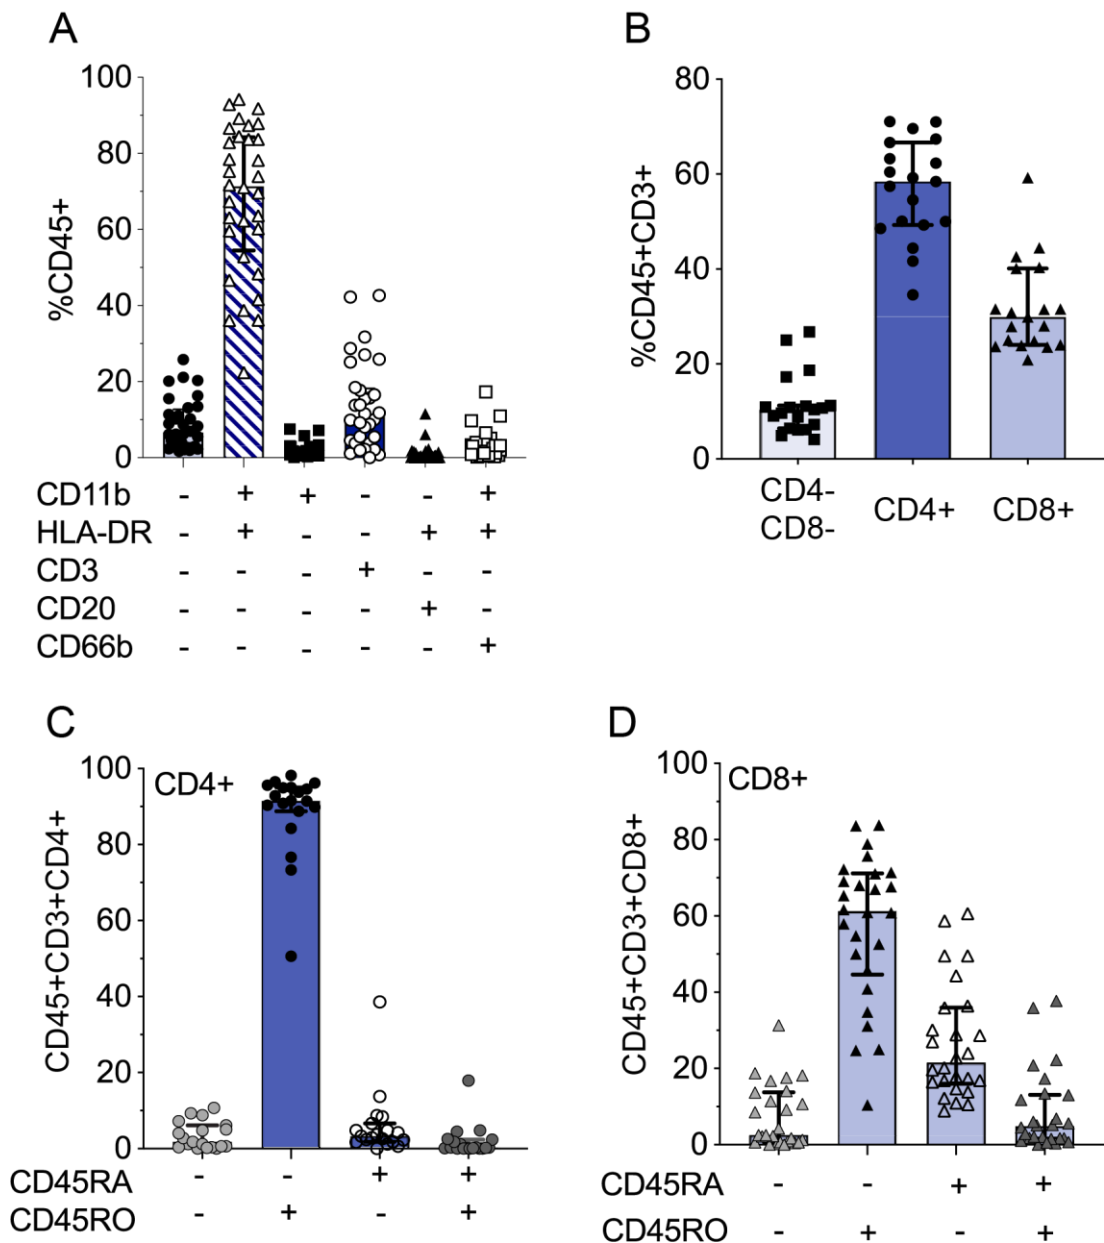 A
%CD45+
100
80
60
40
20
0
CD11b - + + - - +
HLA-DR - + - - + +
CD3 - - - + - -
CD20 - - - - + -
CD66b - - - - - +
B
%CD45+CD3+
80
60
40
20
0
CD4- CD8-
CD4+
CD8+
C
CD45+CD3+CD4+
CD4+
100
80
60
40
20
0
CD45RA - - + +
CD45RO - + - +
D
CD45+CD3+CD8+
CD8+
100
80
60
40
20
0
CD45RA - - + +
CD45RO - + - +